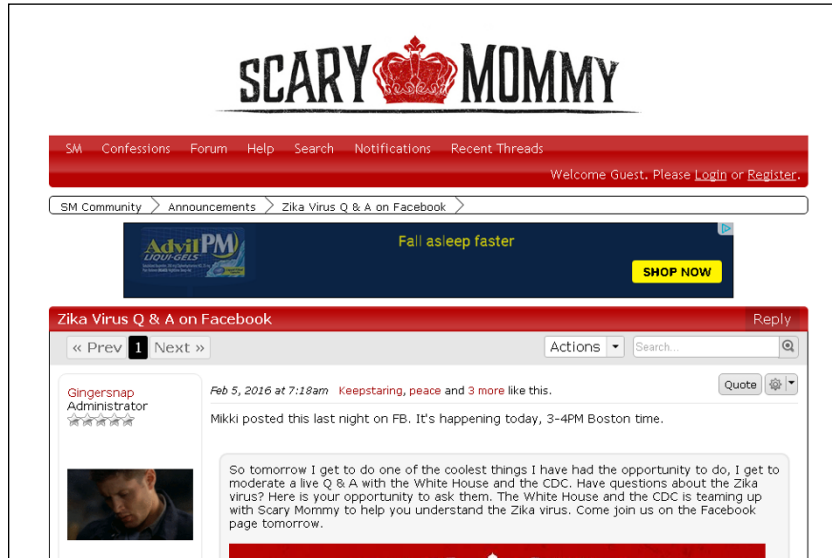 SCARY MOMMY
SM Confessions Forum Help Search Notifications Recent Threads
Welcome Guest. Please Login or Register.
SM Community Announcements Zika Virus Q & A on Facebook
Advil PM
LIQUI-GELS
Fall asleep faster
SHOP NOW
Zika Virus Q & A on Facebook Reply
« Prev 1 Next » Actions Search...
Gingersnap
Administrator
Feb 5, 2016 at 7:18am Keepstaring, peace and 3 more like this. Quote
Mikki posted this last night on FB. It's happening today, 3-4PM Boston time.
So tomorrow I get to do one of the coolest things I have had the opportunity to do, I get to
moderate a live Q & A with the White House and the CDC. Have questions about the Zika
virus? Here is your opportunity to ask them. The White House and the CDC is teaming up
with Scary Mommy to help you understand the Zika virus. Come join us on the Facebook
page tomorrow.